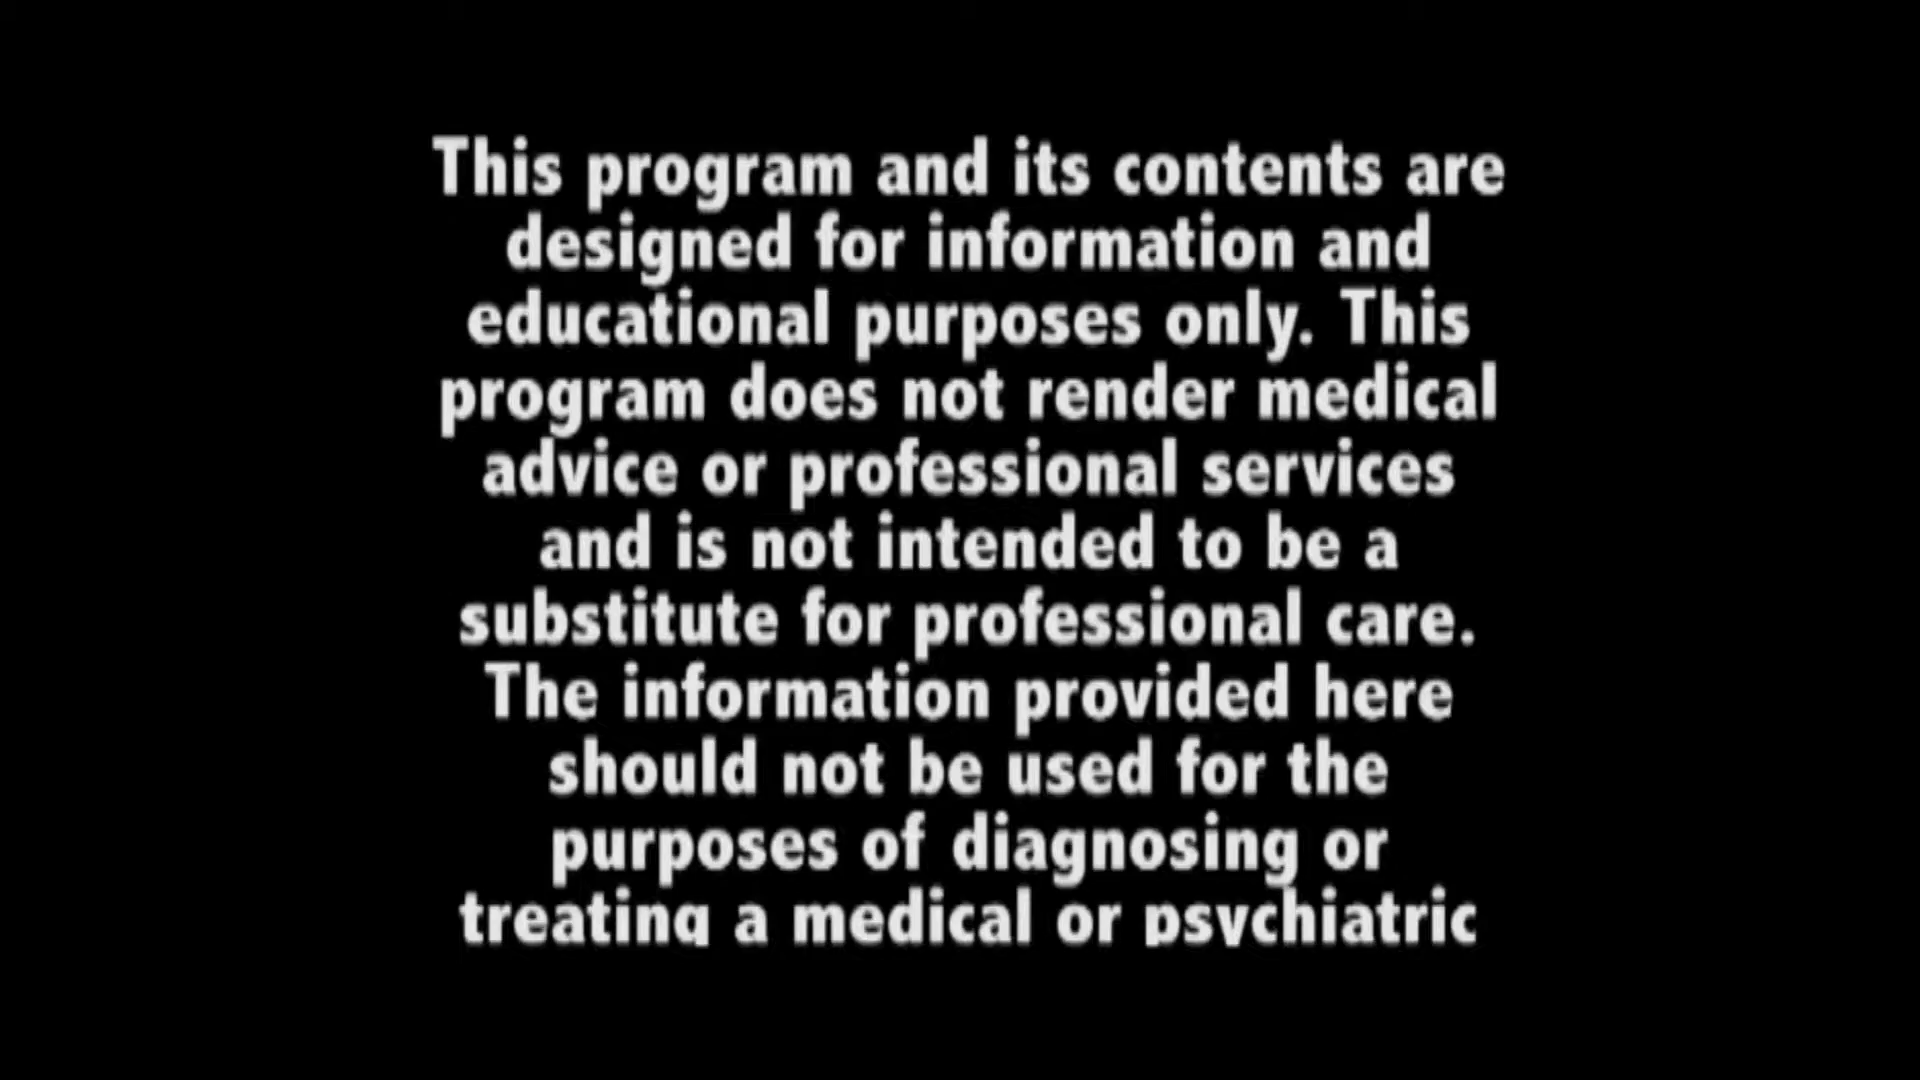 This program and its contents are
designed for information and
educational purposes only. This
program does not render medical
advice or professional services
and is not intended to be a
substitute for professional care.
The information provided here
should not be used for the
purposes of diagnosing or
treating a medical or psychiatric